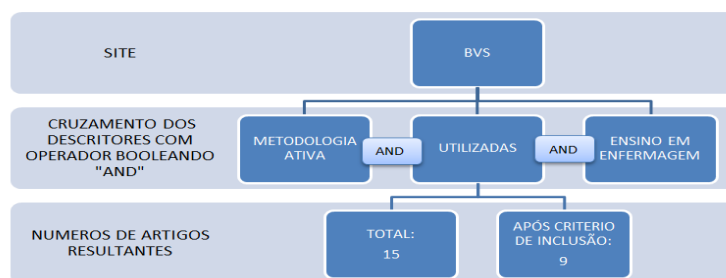 SITE
BVS
CRUZAMENTO DOS
DESCRITORES COM
OPERADOR BOOLEANDO
"AND"
METODOLOGIA
ATIVA
AND
UTILIZADAS
AND
ENSINO EM
ENFERMAGEM
NUMEROS DE ARTIGOS
RESULTANTES
TOTAL:
15
APÓS CRITERIO
DE INCLUSÃO:
9